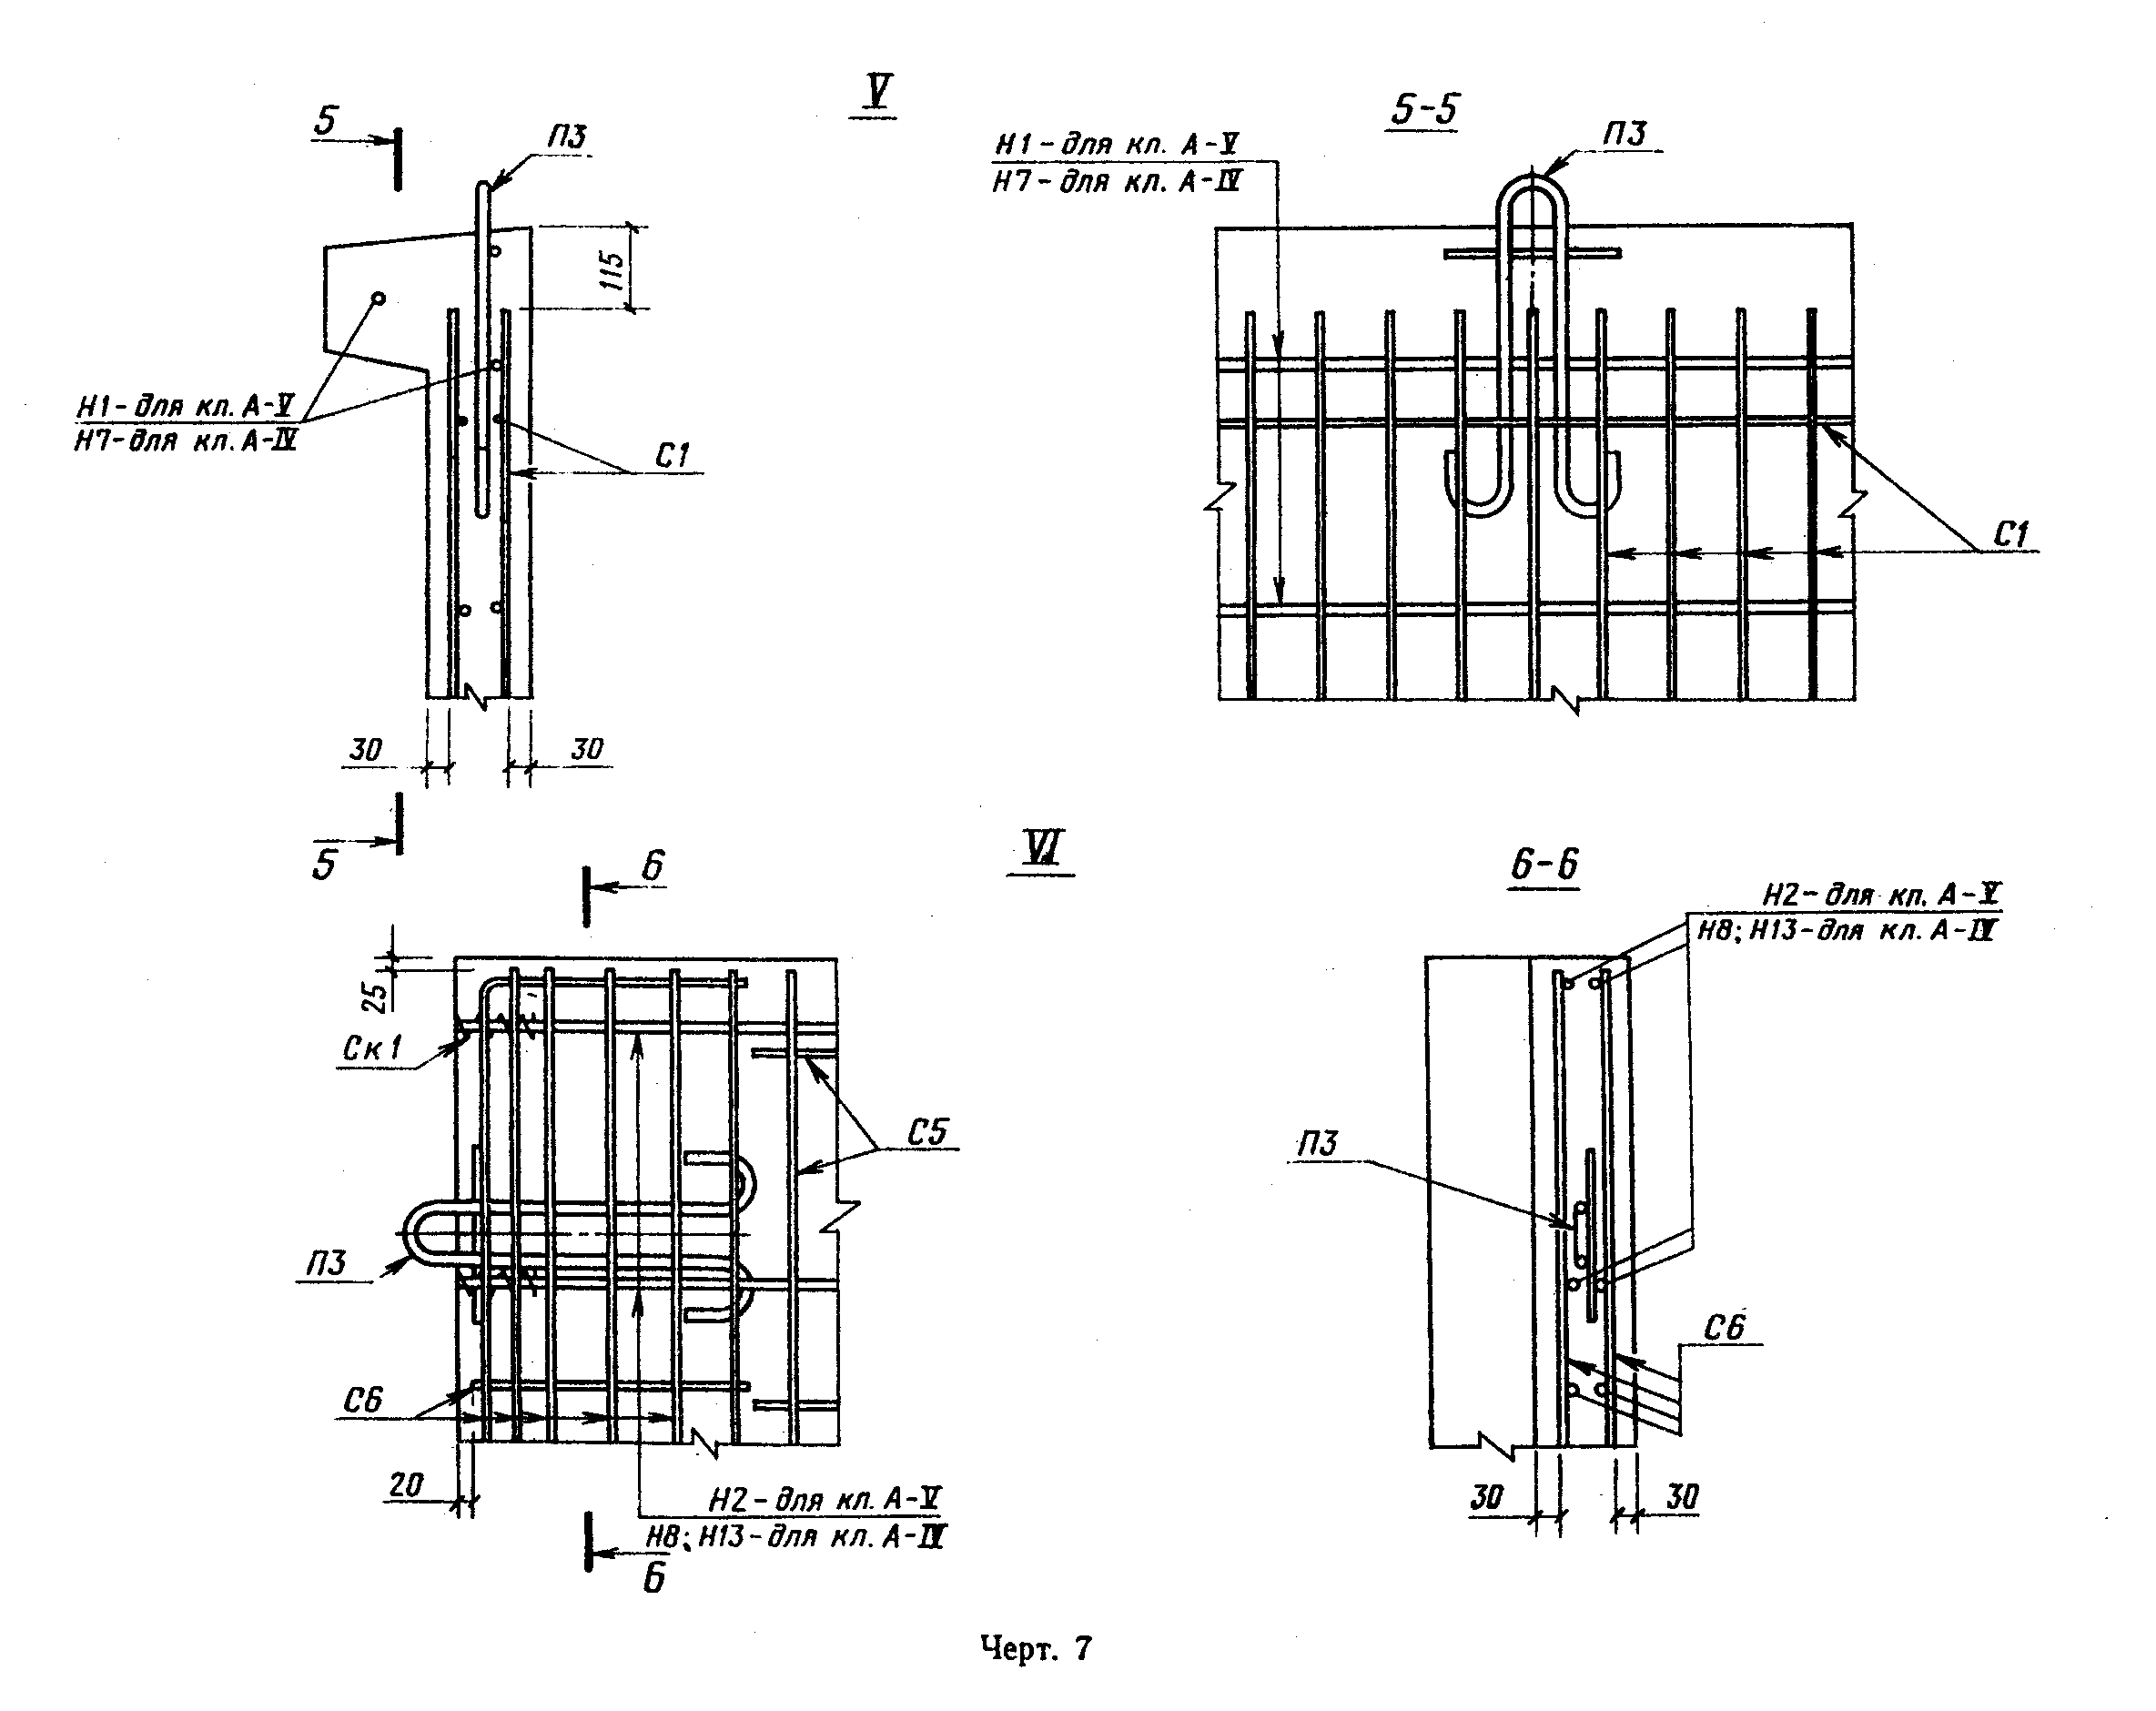 V
5
П3
115
Н1-для кл. А-V
Н7-для кл. А-IV
С1
30
30
5
5-5
П3
Н1-для кл. А-V
Н7-для кл. А-IV
С1
VI
6
25
Ск1
С5
П3
С6
20
Н2-для кл. А-V
Н8; Н13-для кл. А-IV
6
6-6
Н2-для кл. А-V
Н8; Н13-для кл. А-IV
П3
С6
30
30
Черт. 7